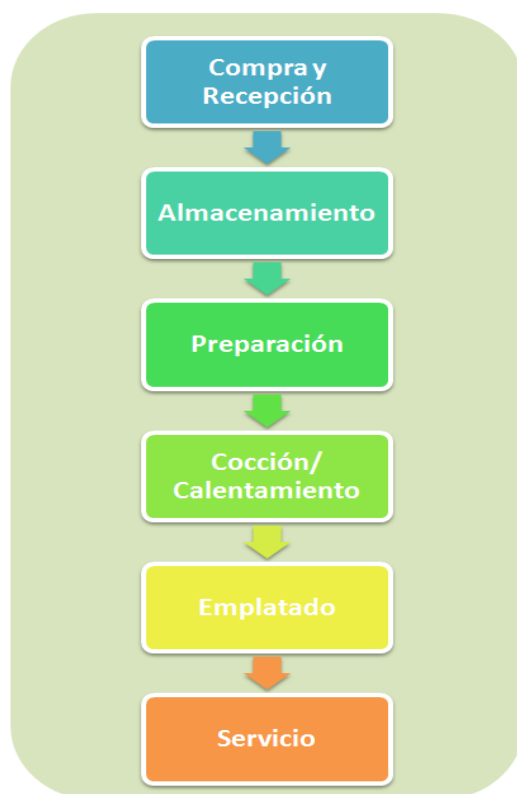 Compra y
Recepción
Almacenamiento
Preparación
Cocción/
Calentamiento
Emplatado
Servicio